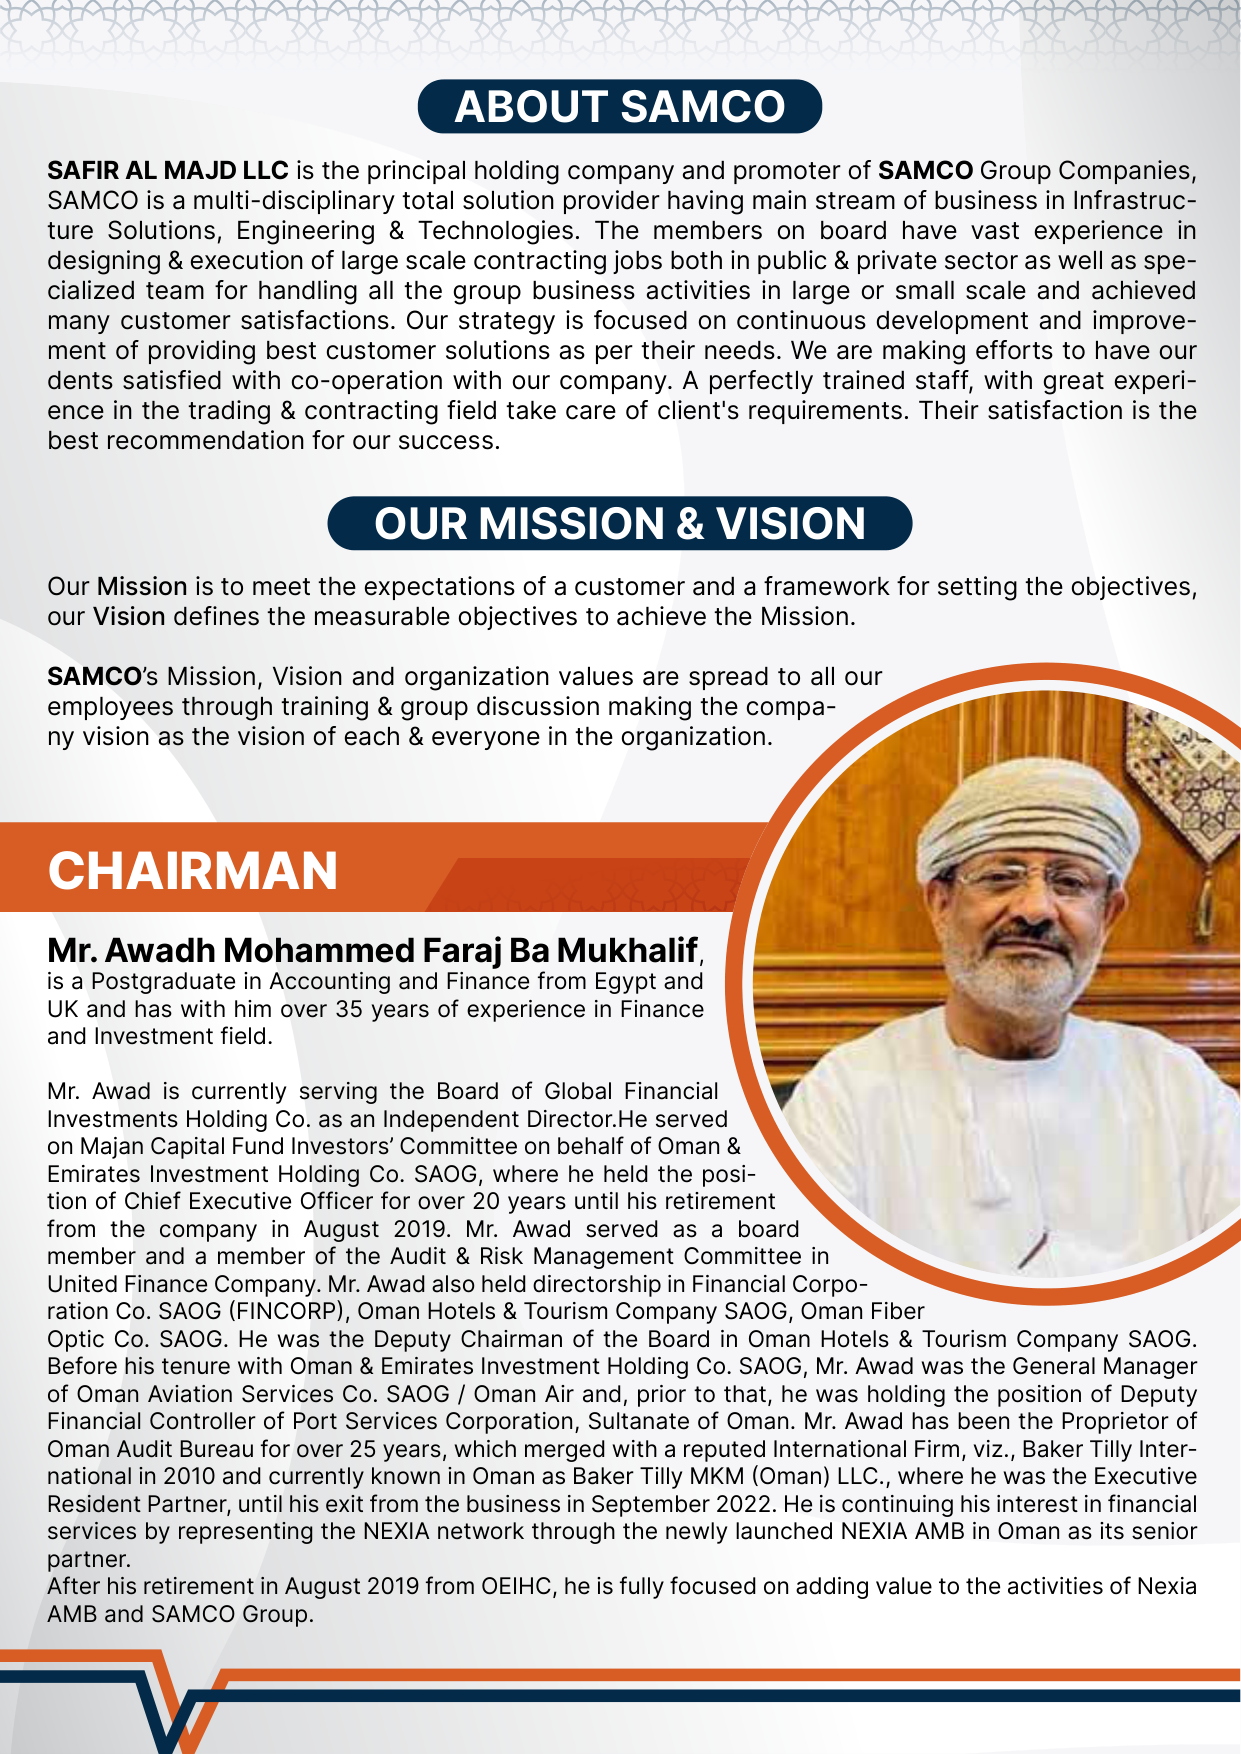 ABOUT SAMCO
SAFIR AL MAJD LLC is the principal holding company and promoter of SAMCO Group Companies,
SAMCO is a multi-disciplinary total solution provider having main stream of business in Infrastruc-
ture Solutions, Engineering & Technologies. The members on board have vast experience in
designing & execution of large scale contracting jobs both in public & private sector as well as spe-
cialized team for handling all the group business activities in large or small scale and achieved
many customer satisfactions. Our strategy is focused on continuous development and improve-
ment of providing best customer solutions as per their needs. We are making efforts to have our
dents satisfied with co-operation with our company. A perfectly trained staff, with great experi-
ence in the trading & contracting field take care of client's requirements. Their satisfaction is the
best recommendation for our success.
OUR MISSION & VISION
Our Mission is to meet the expectations of a customer and a framework for setting the objectives,
our Vision defines the measurable objectives to achieve the Mission.
SAMCO’s Mission, Vision and organization values are spread to all our
employees through training & group discussion making the compa-
ny vision as the vision of each & everyone in the organization.
CHAIRMAN
Mr. Awadh Mohammed Faraj Ba Mukhalif,
is a Postgraduate in Accounting and Finance from Egypt and
UK and has with him over 35 years of experience in Finance
and Investment field.
Mr. Awad is currently serving the Board of Global Financial
Investments Holding Co. as an Independent Director.He served
on Majan Capital Fund Investors’ Committee on behalf of Oman &
Emirates Investment Holding Co. SAOG, where he held the posi-
tion of Chief Executive Officer for over 20 years until his retirement
from the company in August 2019. Mr. Awad served as a board
member and a member of the Audit & Risk Management Committee in
United Finance Company. Mr. Awad also held directorship in Financial Corpo-
ration Co. SAOG (FINCORP), Oman Hotels & Tourism Company SAOG, Oman Fiber
Optic Co. SAOG. He was the Deputy Chairman of the Board in Oman Hotels & Tourism Company SAOG.
Before his tenure with Oman & Emirates Investment Holding Co. SAOG, Mr. Awad was the General Manager
of Oman Aviation Services Co. SAOG / Oman Air and, prior to that, he was holding the position of Deputy
Financial Controller of Port Services Corporation, Sultanate of Oman. Mr. Awad has been the Proprietor of
Oman Audit Bureau for over 25 years, which merged with a reputed International Firm, viz., Baker Tilly Inter-
national in 2010 and currently known in Oman as Baker Tilly MKM (Oman) LLC., where he was the Executive
Resident Partner, until his exit from the business in September 2022. He is continuing his interest in financial
services by representing the NEXIA network through the newly launched NEXIA AMB in Oman as its senior
partner.
After his retirement in August 2019 from OEIHC, he is fully focused on adding value to the activities of Nexia
AMB and SAMCO Group.